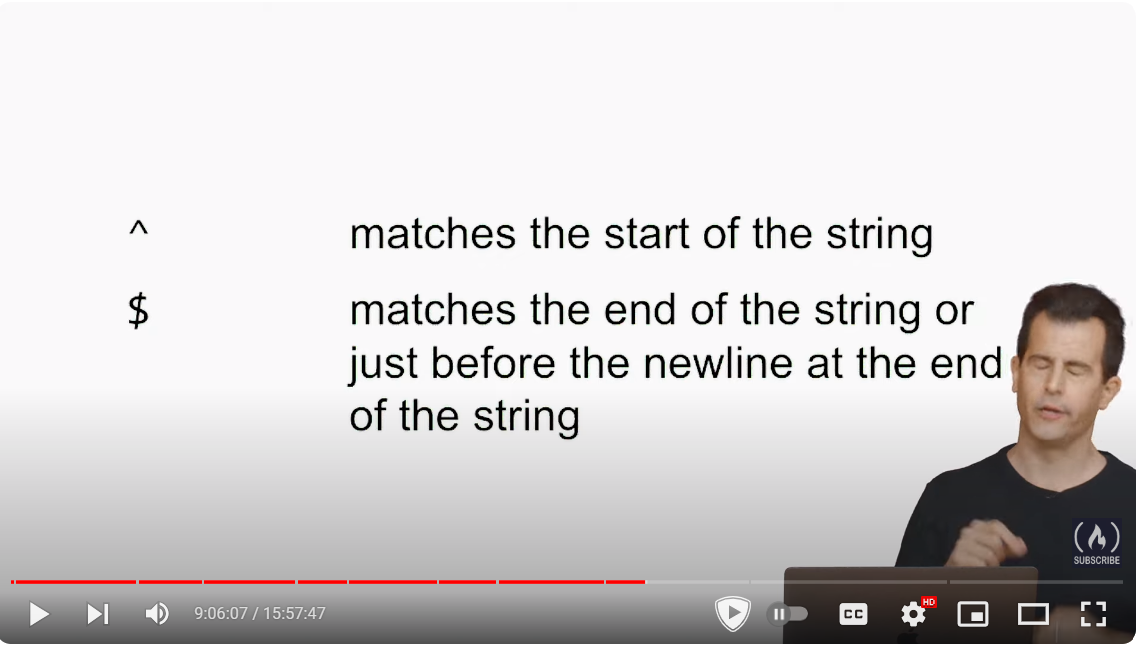 ^ matches the start of the string
$ matches the end of the string or
just before the newline at the end
of the string
SUBSCRIBE
9:06:07 / 15:57:47
CC
HD